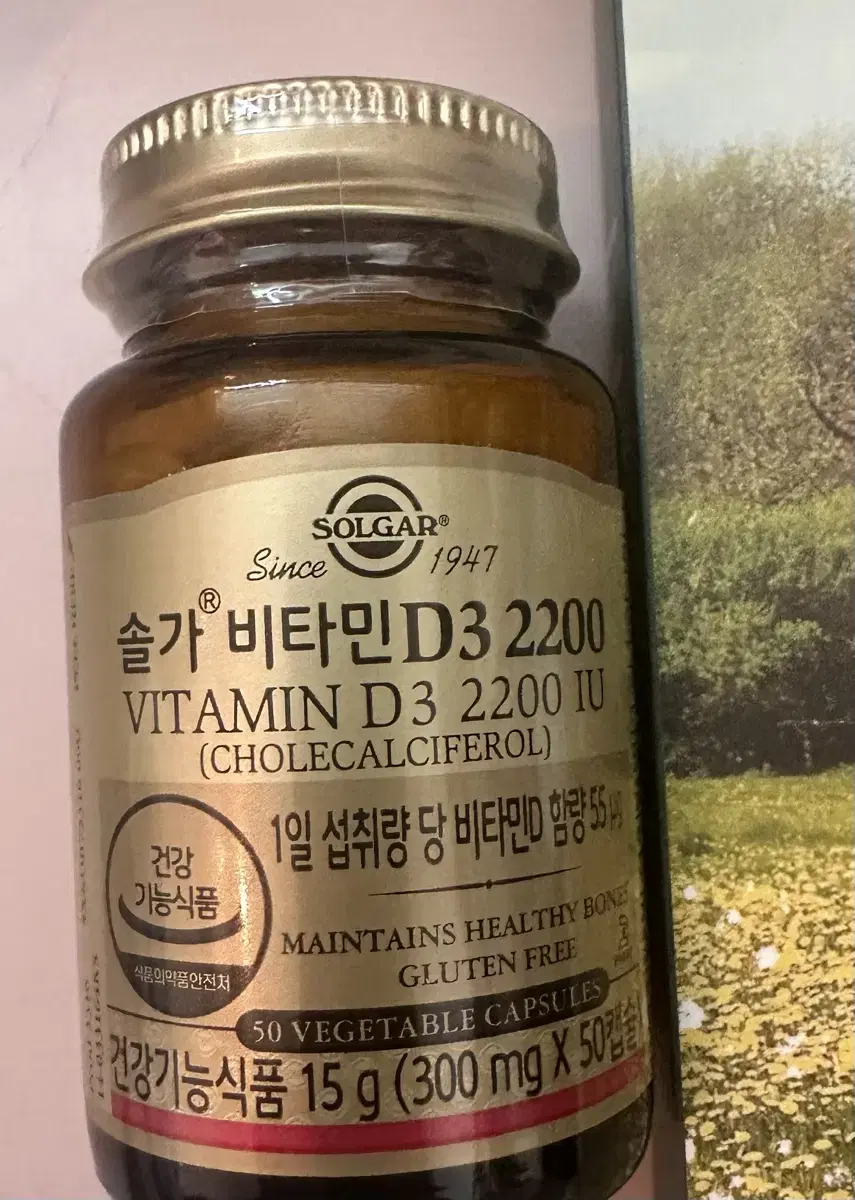 SOLGAR®
Since 1947
솔가® 비타민D3 2200
VITAMIN D3 2200 IU
(CHOLECALCIFEROL)
1일 섭취량 당 비타민D 함량 55 μg
건강
기능식품
식품의약품안전처
MAINTAINS HEALTHY BONES
GLUTEN FREE
50 VEGETABLE CAPSULES
건강기능식품 15 g (300 mg X 50캡슐)